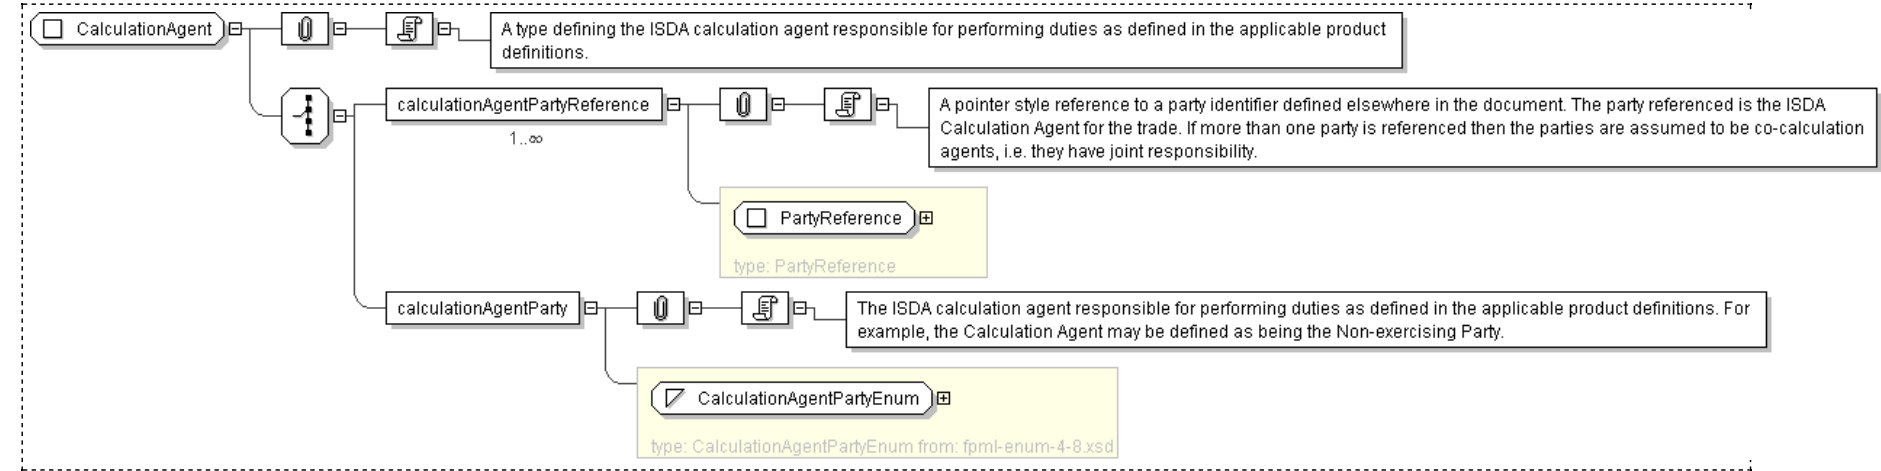 CalculationAgent
A type defining the ISDA calculation agent responsible for performing duties as defined in the applicable product
definitions.
calculationAgentPartyReference
1..∞
A pointer style reference to a party identifier defined elsewhere in the document. The party referenced is the ISDA
Calculation Agent for the trade. If more than one party is referenced then the parties are assumed to be co-calculation
agents, i.e. they have joint responsibility.
PartyReference
type: PartyReference
calculationAgentParty
The ISDA calculation agent responsible for performing duties as defined in the applicable product definitions. For
example, the Calculation Agent may be defined as being the Non-exercising Party.
CalculationAgentPartyEnum
type: CalculationAgentPartyEnum from: fpml-enum-4-8.xsd